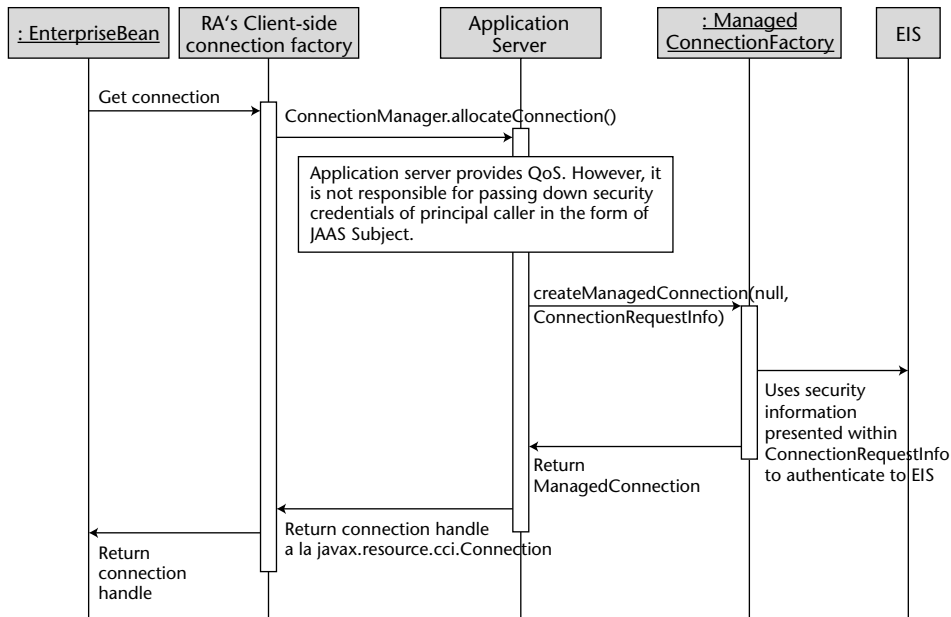 : EnterpriseBean
RA‘s Client-side
connection factory
Application
Server
: Managed
ConnectionFactory
EIS
Get connection
ConnectionManager.allocateConnection()
Application server provides QoS. However, it
is not responsible for passing down security
credentials of principal caller in the form of
JAAS Subject.
createManagedConnection(null,
ConnectionRequestInfo)
Uses security
information
presented within
ConnectionRequestInfo
to authenticate to EIS
Return
ManagedConnection
Return connection handle
a la javax.resource.cci.Connection
Return
connection
handle